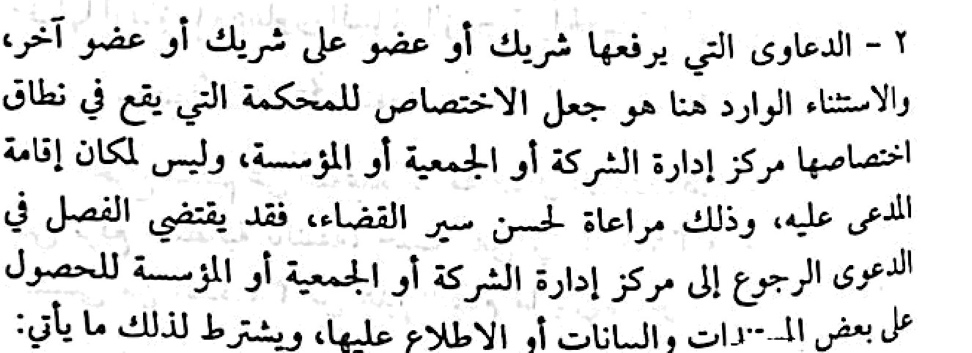 ٢ - الدعاوى التي يرفعها شريك أو عضو على شريك أو عضو آخر،
والاستثناء الوارد هنا هو جعل الاختصاص للمحكمة التي يقع في نطاق
اختصاصها مركز إدارة الشركة أو الجمعية أو المؤسسة، وليس لمكان إقامة
المدعى عليه، وذلك مراعاة لحسن سير القضاء، فقد يقتضي الفصل في
الدعوى الرجوع إلى مركز إدارة الشركة أو الجمعية أو المؤسسة للحصول
على بعض والبيانات أو الاطلاع عليها، ويشترط لذلك ما يأتي: